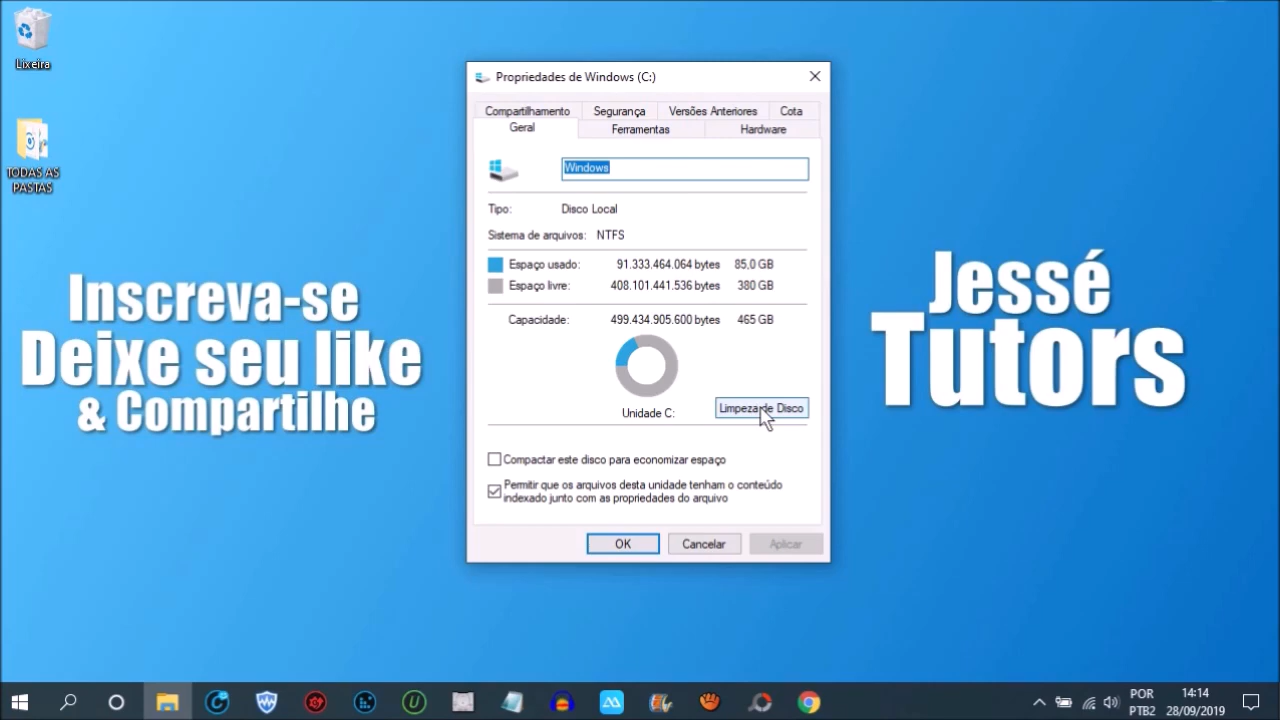 Lixeira
TODAS AS
PASTAS
Inscreva-se
Deixe seu like
& Compartilhe
Propriedades de Windows (C:)
Compartilhamento
Segurança
Versões Anteriores
Cota
Geral
Ferramentas
Hardware
Windows
Tipo: Disco Local
Sistema de arquivos: NTFS
Espaço usado: 91.333.464.064 bytes 85,0 GB
Espaço livre: 408.101.441.536 bytes 380 GB
Capacidade: 499.434.905.600 bytes 465 GB
Unidade C:
Limpeza de Disco
Compactar este disco para economizar espaço
Permitir que os arquivos desta unidade tenham o conteúdo
indexado junto com as propriedades do arquivo
OK
Cancelar
Aplicar
Jessé
Tutors
POR
PTB2
14:14
28/09/2019